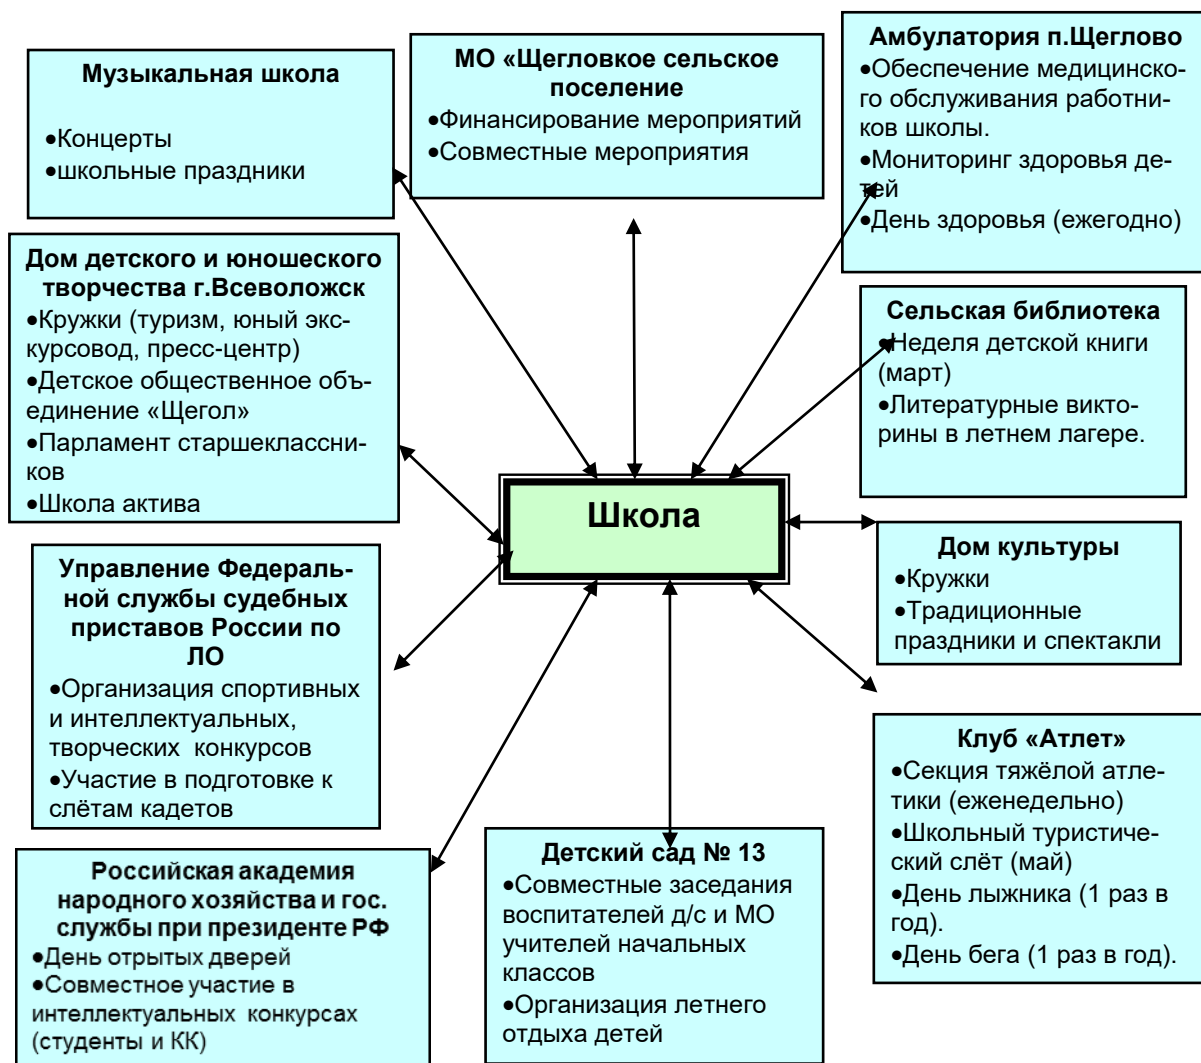 Музыкальная школа
•Концерты
•школьные праздники
МО «Щегловкое сельское
поселение
•Финансирование мероприятий
•Совместные мероприятия
Амбулатория п.Щеглово
•Обеспечение медицинско-
го обслуживания работни-
ков школы.
•Мониторинг здоровья де-
тей
•День здоровья (ежегодно)
Дом детского и юношеского
творчества г.Всеволожск
•Кружки (туризм, юный экс-
курсовод, пресс-центр)
•Детское общественное объ-
единение «Щегол»
•Парламент старшеклассни-
ков
•Школа актива
Сельская библиотека
•Неделя детской книги
(март)
•Литературные викто-
рины в летнем лагере.
Школа
Дом культуры
•Кружки
•Традиционные
праздники и спектакли
Управление Федераль-
ной службы судебных
приставов России по
ЛО
•Организация спортивных
и интеллектуальных,
творческих конкурсов
•Участие в подготовке к
слётам кадетов
Клуб «Атлет»
•Секция тяжёлой атле-
тики (еженедельно)
•Школьный туристиче-
ский слёт (май)
•День лыжника (1 раз в
год).
•День бега (1 раз в год).
Российская академия
народного хозяйства и гос.
службы при президенте РФ
•День отрытых дверей
•Совместное участие в
интеллектуальных конкурсах
(студенты и КК)
Детский сад № 13
•Совместные заседания
воспитателей д/с и МО
учителей начальных
классов
•Организация летнего
отдыха детей